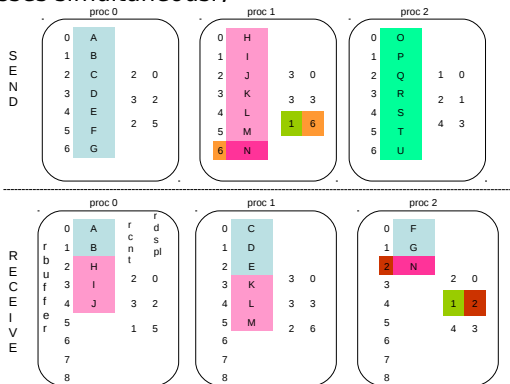 esses simultaneously
proc 0
proc 1
proc 2
S
E
N
D
0 A
1 B
2 C 2 0
3 D
3 2
4 E
2 5
5 F
6 G
0 H
1 I
2 J 3 0
3 K
3 3
4 L
1 6
5 M
6 N
0 O
1 P
2 Q 1 0
3 R
2 1
4 S
4 3
5 T
6 U
proc 0
proc 1
proc 2
R
E
C
E
I
V
E
r
b
u
f
f
e
r
0 A
1 B
2 H
3 I
4 J
5
6
7
8
r
c
n
t
r
d
s
pl
2 0
3 2
1 5
0 C
1 D
2 E
3 K 3 0
4 L 3 3
5 M 2 6
6
7
8
0 F
1 G
2 N
3 2 0
4 1 2
5 4 3
6
7
8